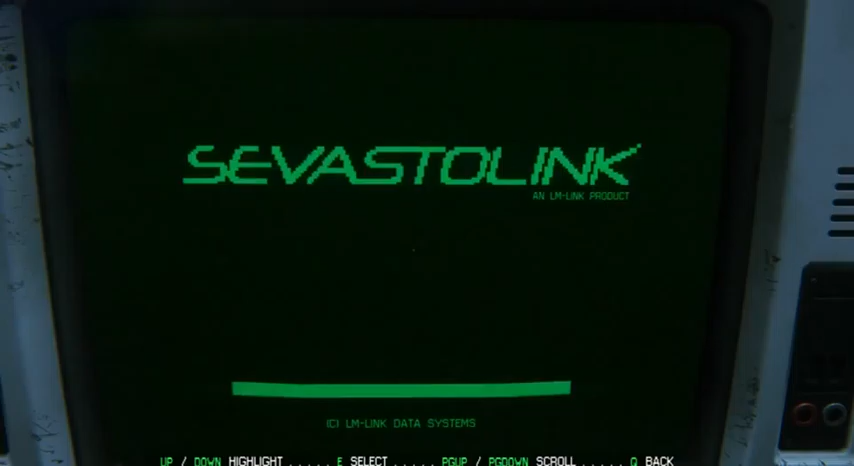 SEVASTOLINK
AN LM-LINK PRODUCT
(C) LM-LINK DATA SYSTEMS
UP / DOWN HIGHLIGHT ..... E SELECT ..... PGUP / PGDOWN SCROLL ..... Q BACK